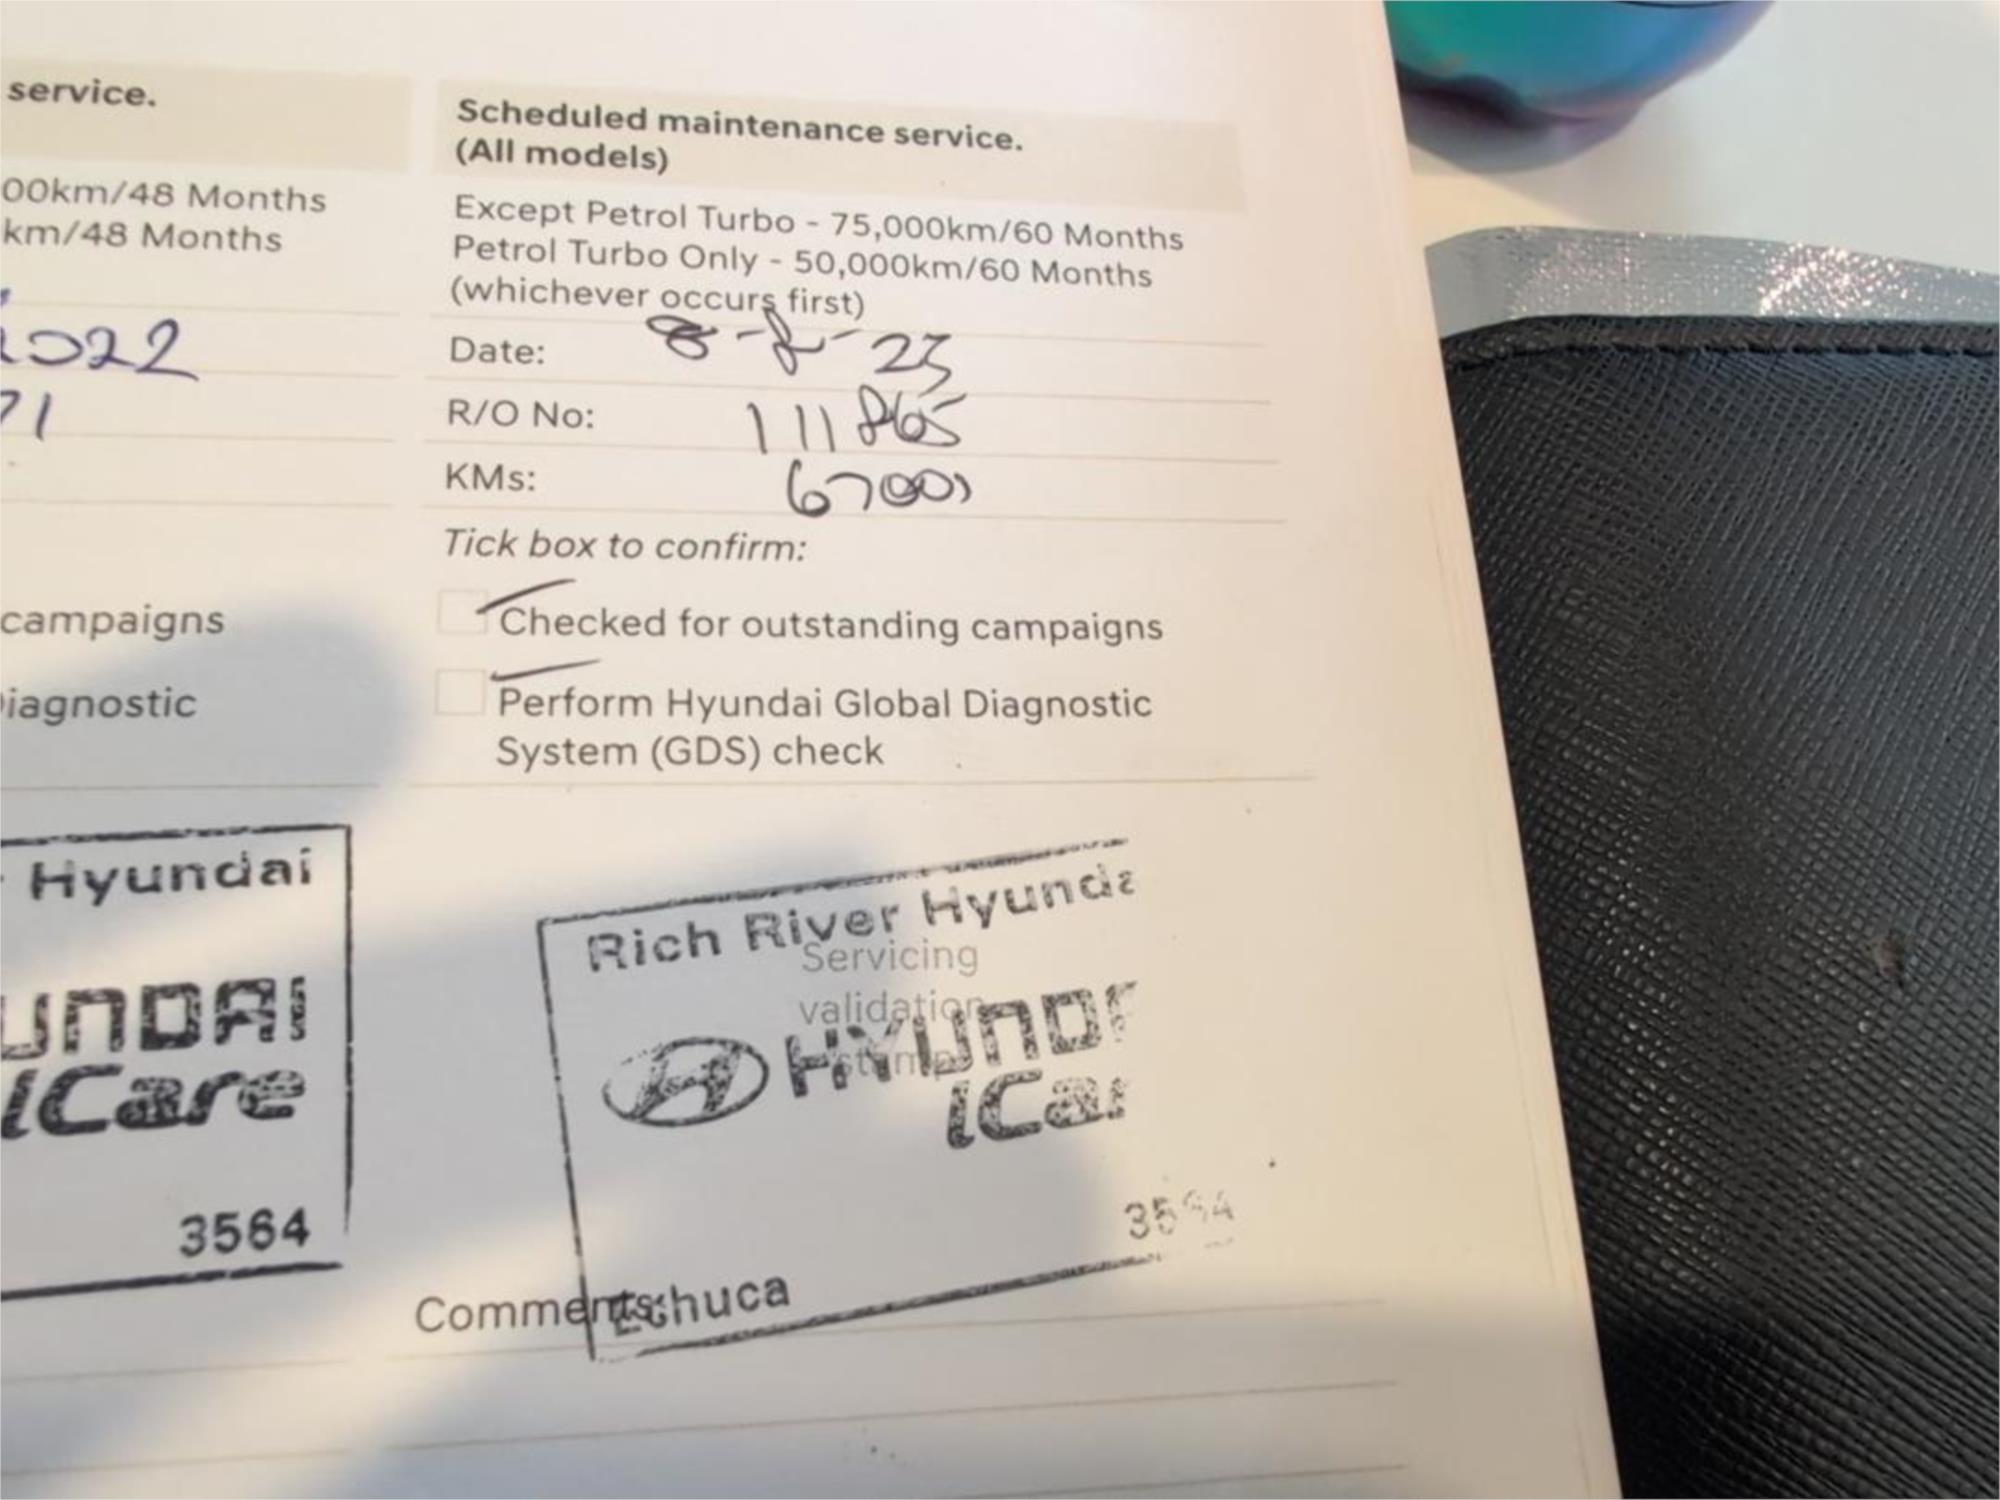 service.
00km/48 Months
km/48 Months
2022
71
campaigns
iagnostic
Hyundai
UNDAI
iCare
3564
Scheduled maintenance service.
(All models)
Except Petrol Turbo - 75,000km/60 Months
Petrol Turbo Only - 50,000km/60 Months
(whichever occurs first)
Date: 8-8-23
R/O No: 111865
KMs:
Tick box to confirm:
Checked for outstanding campaigns
Perform Hyundai Global Diagnostic
System (GDS) check
Rich River Hyunda
Servicing
validation
stamp
HYUNDA
iCar
Comments:
Echuca